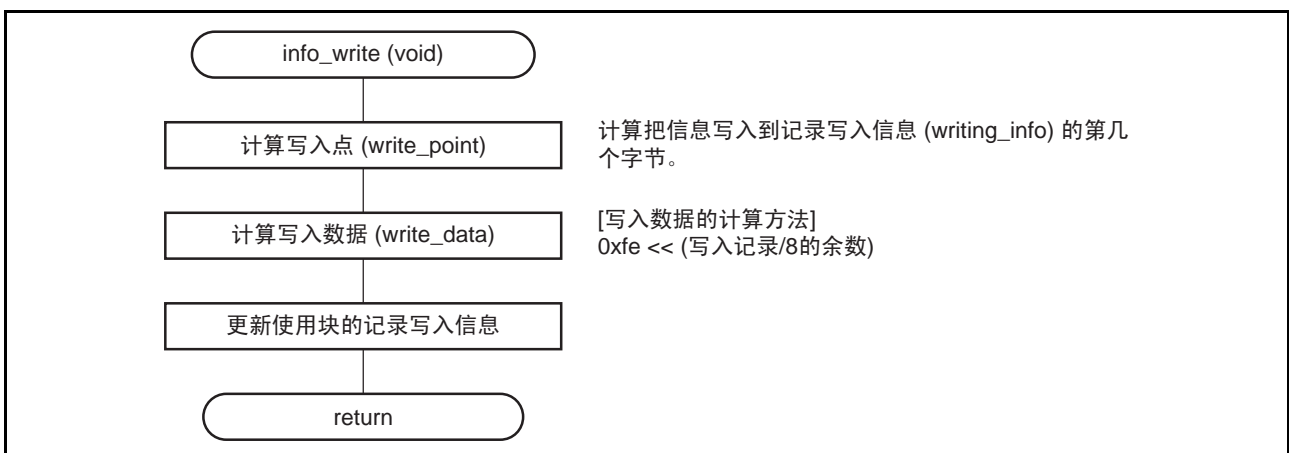 info_write (void)
计算写入点 (write_point)
计算把信息写入到记录写入信息 (writing_info) 的第几
个字节。
计算写入数据 (write_data)
[写入数据的计算方法]
0xfe << (写入记录/8的余数)
更新使用块的记录写入信息
return